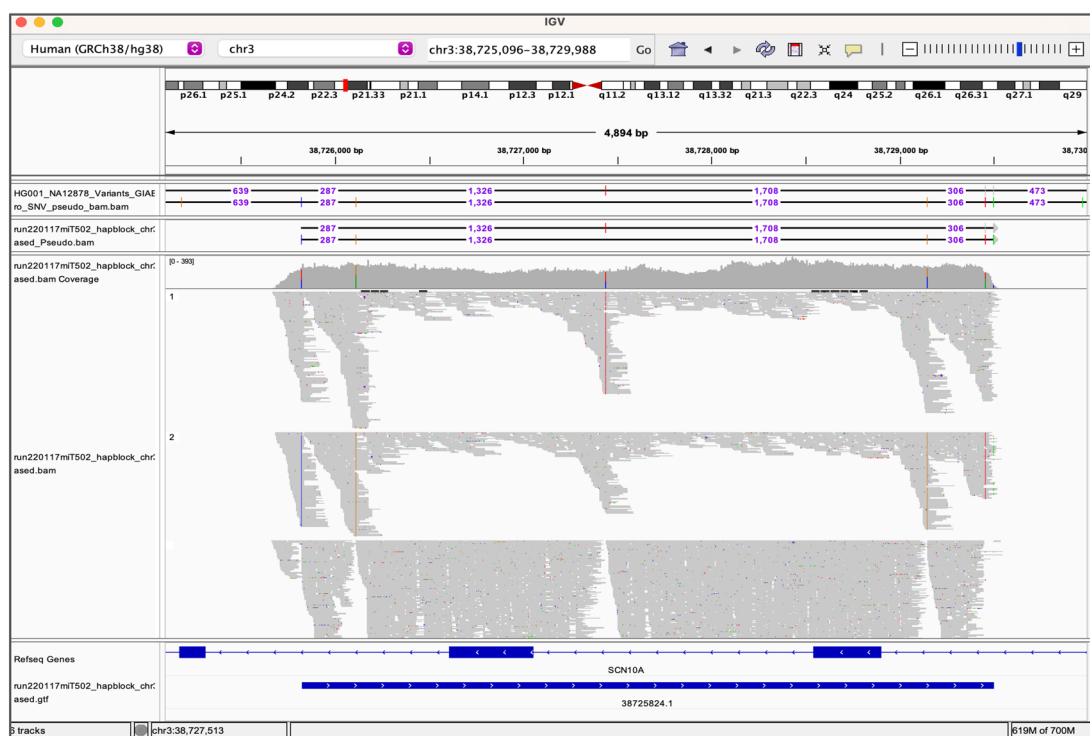 IGV
Human (GRCh38/hg38) chr3 chr3:38,725,096-38,729,988 Go
p26.1 p25.1 p24.2 p22.3 p21.33 p21.1 p14.1 p12.3 p12.1 q11.2 q13.12 q13.32 q21.3 q22.3 q24 q25.2 q26.1 q26.31 q27.1 q29
4,894 bp
38,726,000 bp 38,727,000 bp 38,728,000 bp 38,729,000 bp 38,730
HG001_NA12878_Variants_GIAB
ro_SNV_pseudo_bam.bam
639 287 1,326 1,708 306 473
639 287 1,326 1,708 306 473
run220117miT502_hapblock_chr:
ased_Pseudo.bam
287 1,326 1,708 306
287 1,326 1,708 306
run220117miT502_hapblock_chr:
ased.bam Coverage
[0 - 393]
1
2
run220117miT502_hapblock_chr:
ased.bam
Refseq Genes
SCN10A
run220117miT502_hapblock_chr:
ased.gtf
38725824.1
6 tracks chr3:38,727,513 619M of 700M